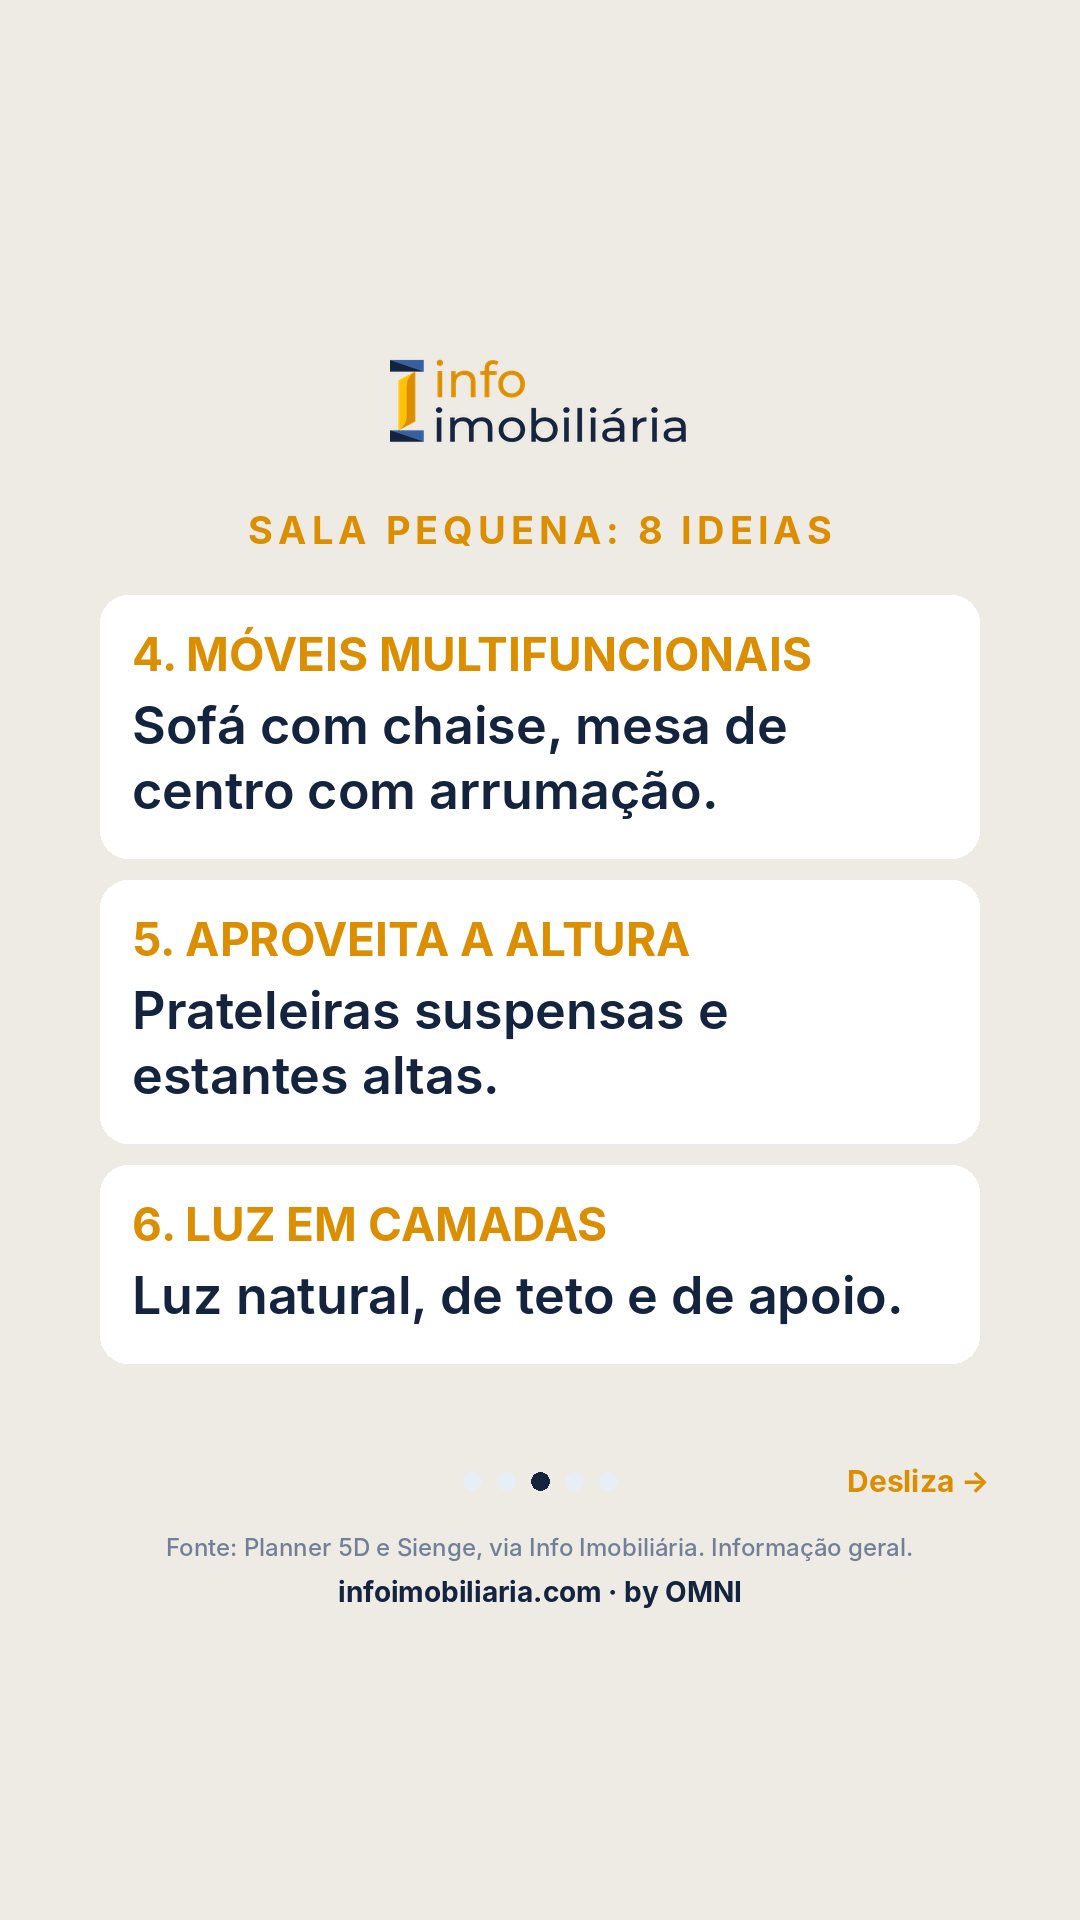 info
imobiliária
SALA PEQUENA: 8 IDEIAS
4. MÓVEIS MULTIFUNCIONAIS
Sofá com chaise, mesa de
centro com arrumação.
5. APROVEITA A ALTURA
Prateleiras suspensas e
estantes altas.
6. LUZ EM CAMADAS
Luz natural, de teto e de apoio.
Desliza →
Fonte: Planner 5D e Sienge, via Info Imobiliária. Informação geral.
infoimobiliaria.com · by OMNI